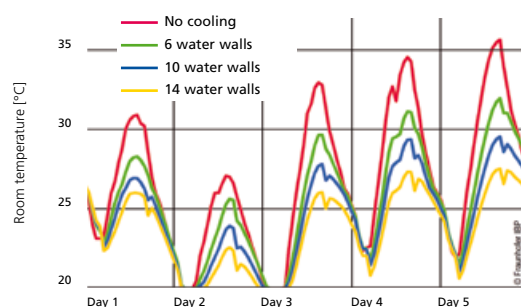 No cooling
6 water walls
10 water walls
14 water walls
Room temperature [°C]
35
30
25
20
Day 1
Day 2
Day 3
Day 4
Day 5
© Fraunhofer IBP